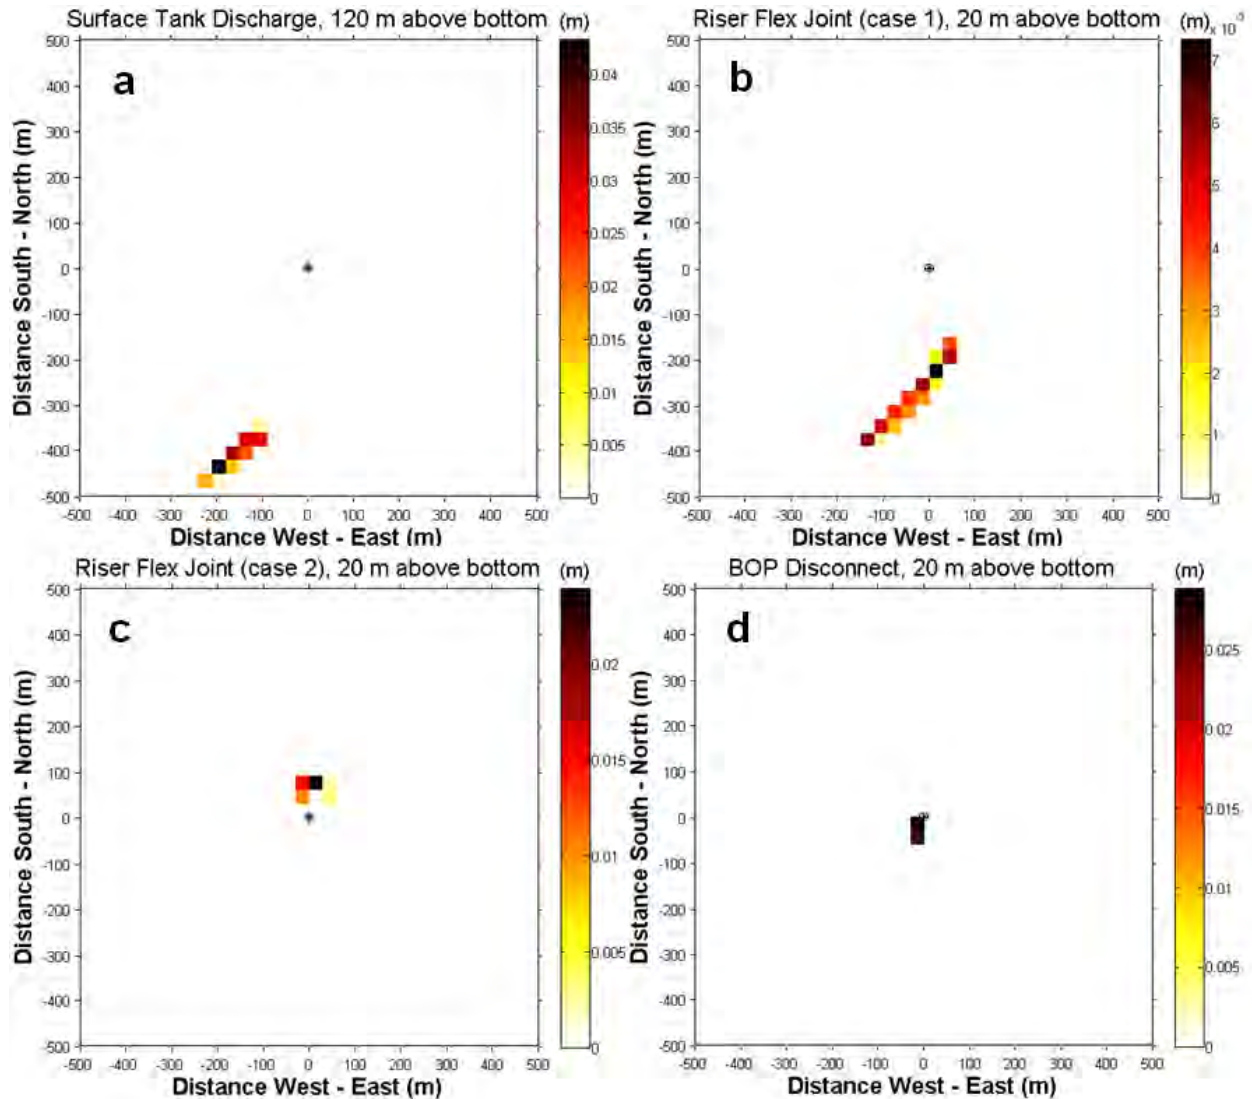 Surface Tank Discharge, 120 m above bottom
(m)
a
500
400
300
200
100
0
-100
-200
-300
-400
-500
Distance South - North (m)
-500 -400 -300 -200 -100 0 100 200 300 400 500
Distance West - East (m)
0.04
0.035
0.03
0.025
0.02
0.015
0.01
0.005
0
Riser Flex Joint (case 1), 20 m above bottom
(m)
x 10
b
500
400
300
200
100
0
-100
-200
-300
-400
-500
Distance South - North (m)
-500 -400 -300 -200 -100 0 100 200 300 400 500
Distance West - East (m)
7
6
5
4
3
2
1
0
Riser Flex Joint (case 2), 20 m above bottom
(m)
c
500
400
300
200
100
0
-100
-200
-300
-400
-500
Distance South - North (m)
-500 -400 -300 -200 -100 0 100 200 300 400 500
Distance West - East (m)
0.02
0.015
0.01
0.005
0
BOP Disconnect, 20 m above bottom
(m)
d
500
400
300
200
100
0
-100
-200
-300
-400
-500
Distance South - North (m)
-500 -400 -300 -200 -100 0 100 200 300 400 500
Distance West - East (m)
0.025
0.02
0.015
0.01
0.005
0